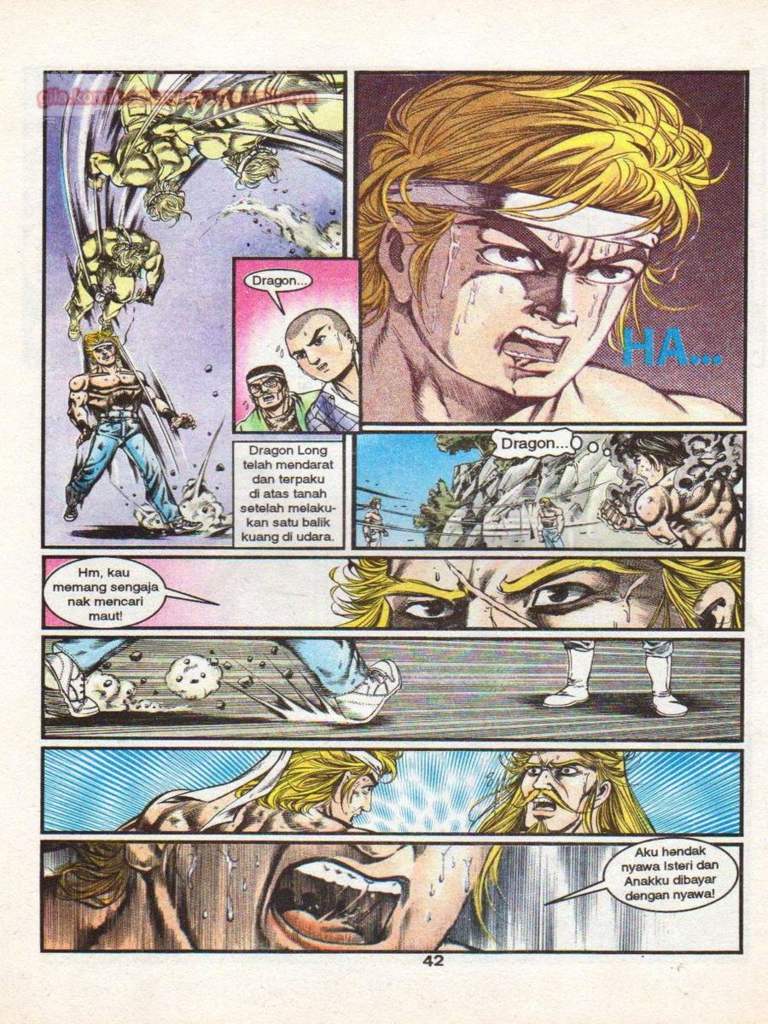 Dragon...
HA...
Dragon Long
telah mendarat
dan terpaku
di atas tanah
setelah melaku-
kan satu balik
kuang di udara.
Dragon...
Hm, kau
memang sengaja
nak mencari
maut!
Aku hendak
nyawa Isteri dan
Anakku dibayar
dengan nyawa!
42